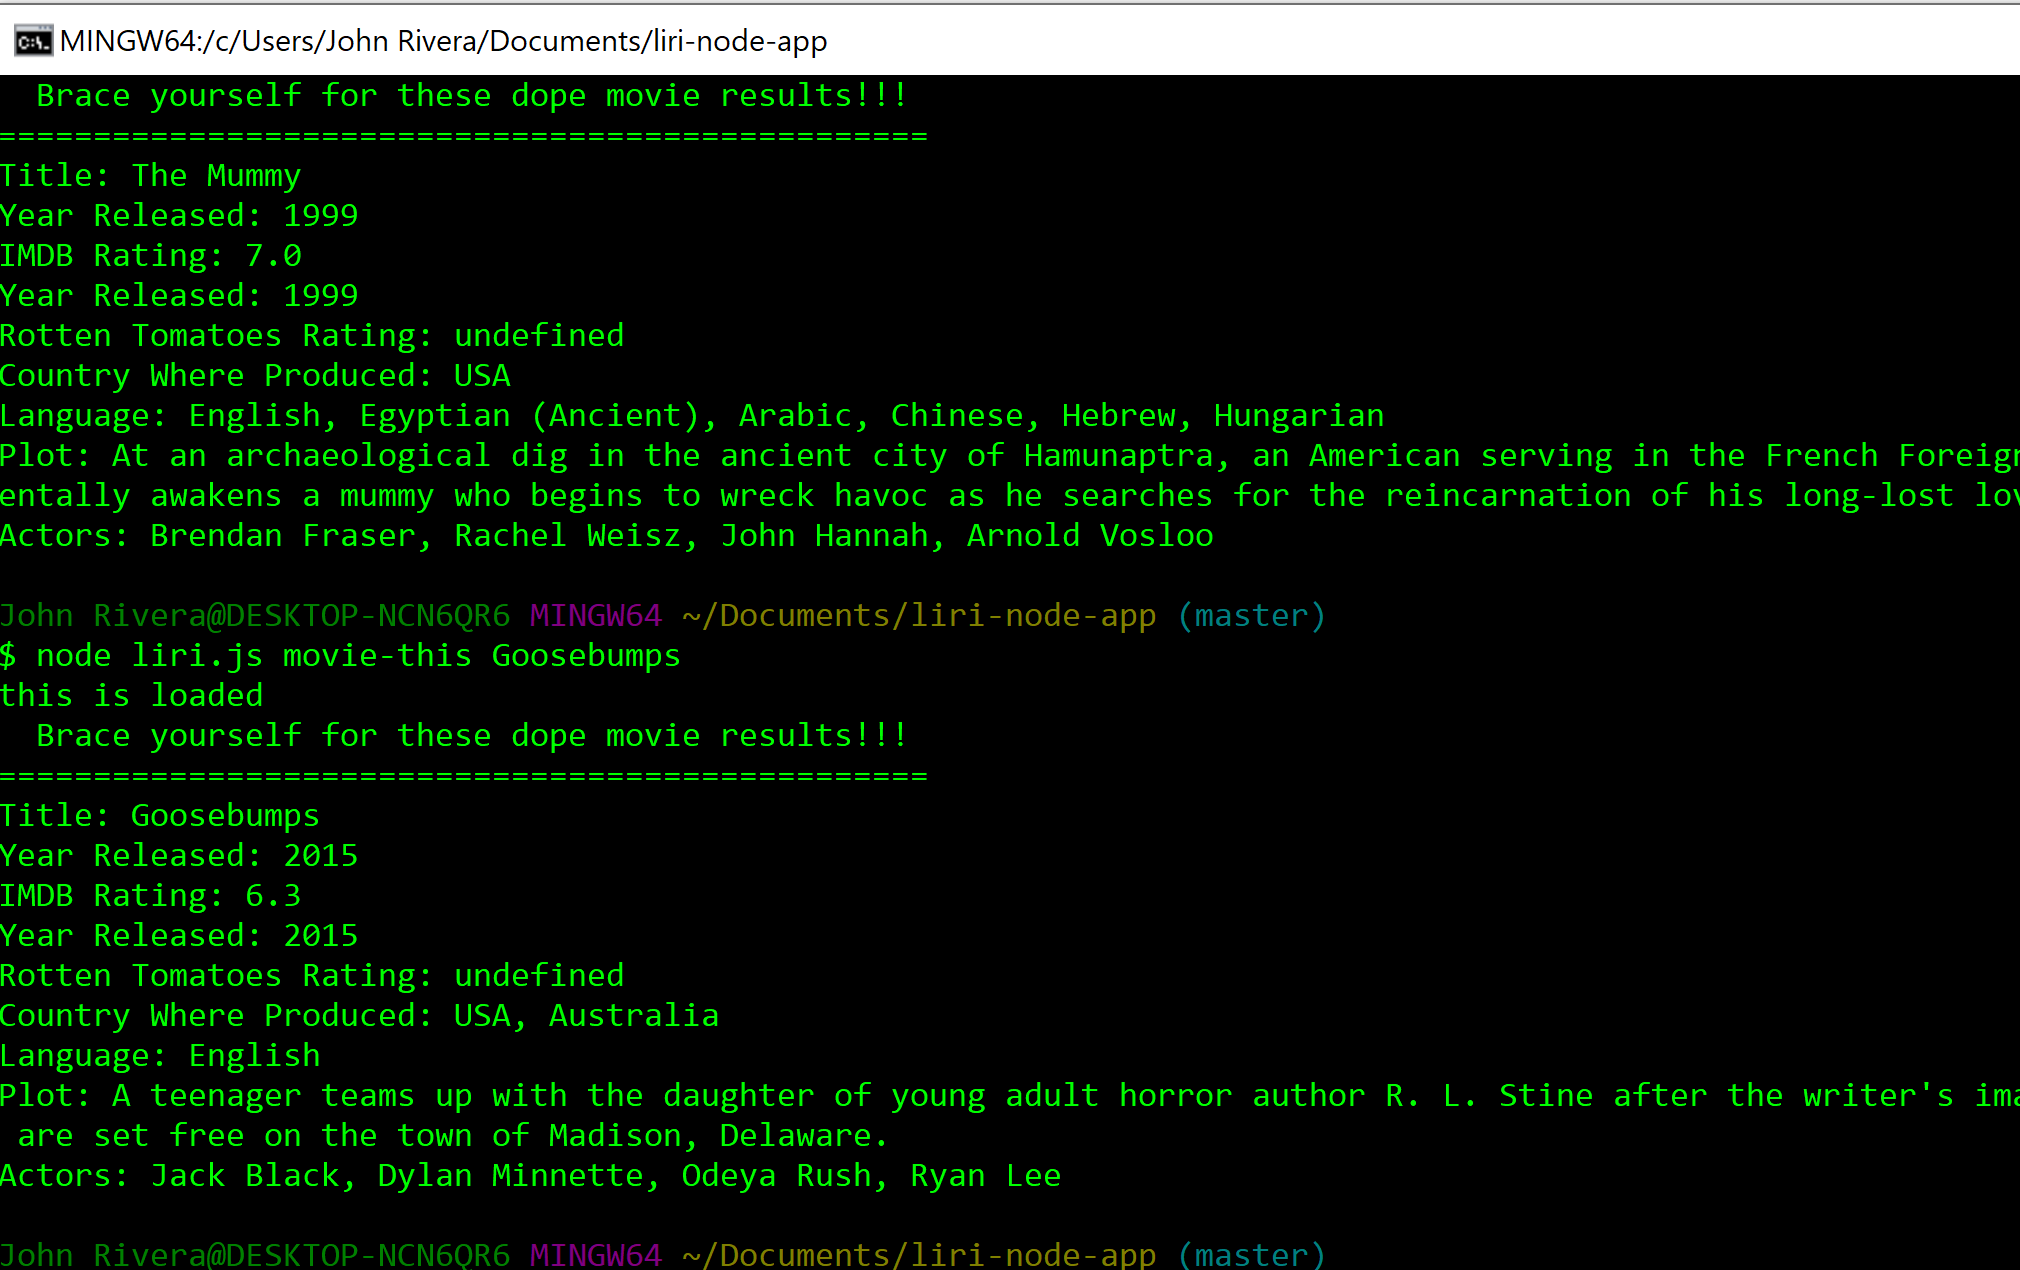 MINGW64:/c/Users/John Rivera/Documents/liri-node-app
  Brace yourself for these dope movie results!!!
=================================================
Title: The Mummy
Year Released: 1999
IMDB Rating: 7.0
Year Released: 1999
Rotten Tomatoes Rating: undefined
Country Where Produced: USA
Language: English, Egyptian (Ancient), Arabic, Chinese, Hebrew, Hungarian
Plot: At an archaeological dig in the ancient city of Hamunaptra, an American serving in the French Foreign
entally awakens a mummy who begins to wreck havoc as he searches for the reincarnation of his long-lost lov
Actors: Brendan Fraser, Rachel Weisz, John Hannah, Arnold Vosloo
John Rivera@DESKTOP-NCN6QR6 MINGW64 ~/Documents/liri-node-app (master)
$ node liri.js movie-this Goosebumps
this is loaded
  Brace yourself for these dope movie results!!!
=================================================
Title: Goosebumps
Year Released: 2015
IMDB Rating: 6.3
Year Released: 2015
Rotten Tomatoes Rating: undefined
Country Where Produced: USA, Australia
Language: English
Plot: A teenager teams up with the daughter of young adult horror author R. L. Stine after the writer's ima
 are set free on the town of Madison, Delaware.
Actors: Jack Black, Dylan Minnette, Odeya Rush, Ryan Lee
John Rivera@DESKTOP-NCN6QR6 MINGW64 ~/Documents/liri-node-app (master)